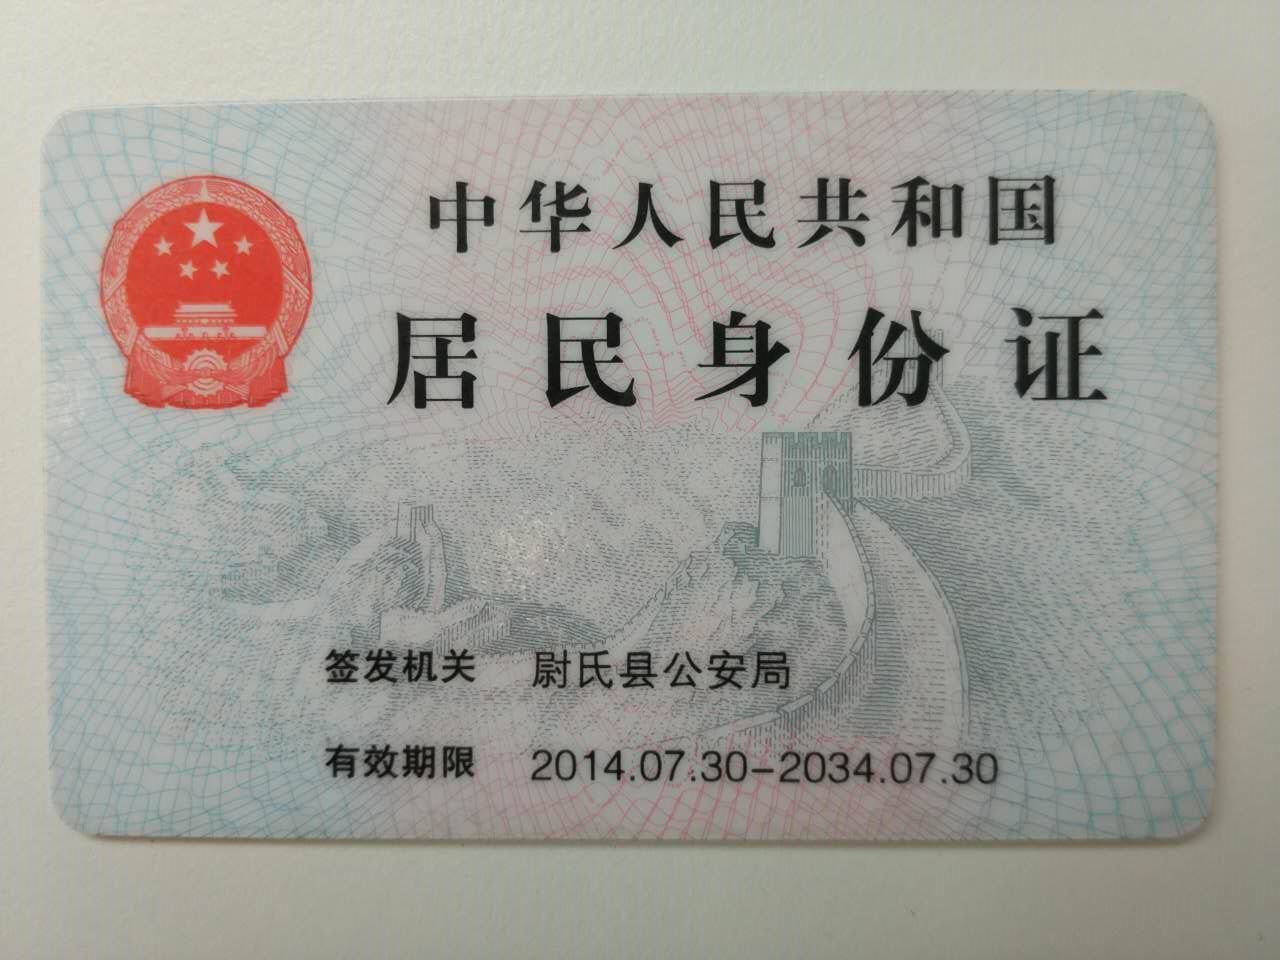 中华人民共和国
居民身份证
签发机关 尉氏县公安局
有效期限 2014.07.30-2034.07.30